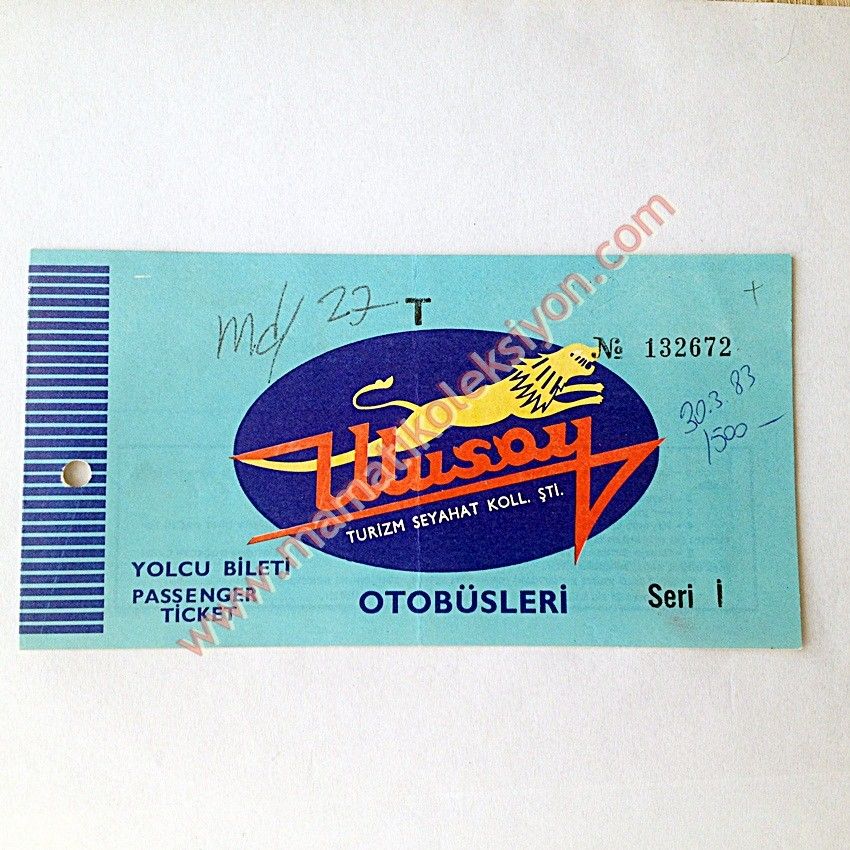 Md/ 27
T
№ 132672
30.3.83
1500-
Ulusoy
TURİZM SEYAHAT KOLL. ŞTİ.
YOLCU BİLETİ
PASSENGER
TICKET
OTOBÜSLERİ
Seri İ
www.mamatjkoleksiyon.com